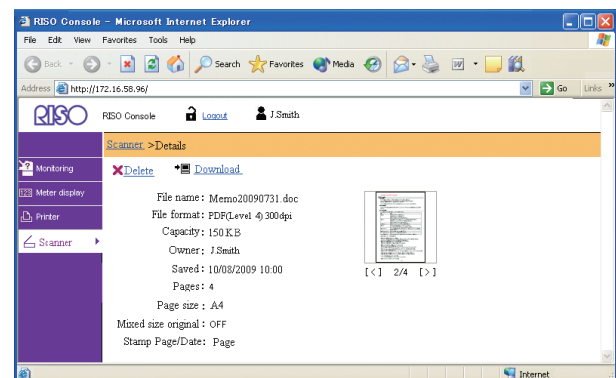 RISO Console - Microsoft Internet Explorer
File Edit View Favorites Tools Help
Back Search Favorites Media
Address http://172.16.58.96/ Go Links »
RISO RISO Console Logout J.Smith
Scanner >Details
Monitoring
Meter display
Printer
Scanner
Delete Download
File name: Memo20090731.doc
File format: PDF(Level 4)300dpi
Capacity: 150KB
Owner: J.Smith
Saved: 10/08/2009 10:00
Pages: 4
Page size: A4
Mixed size original: OFF
Stamp Page/Date: Page
[<] 2/4 [>]
Internet